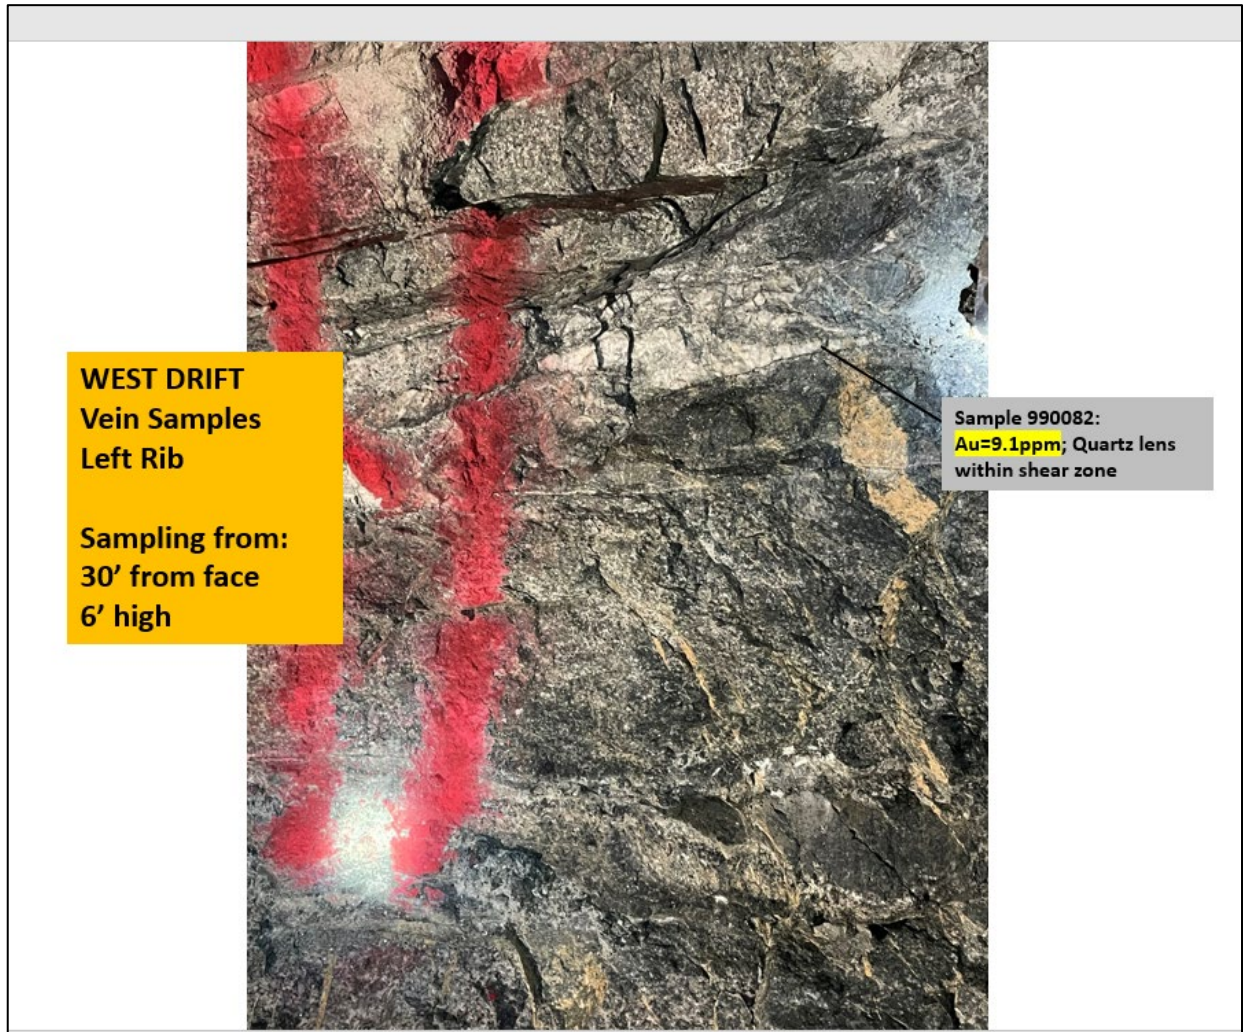 WEST DRIFT
Vein Samples
Left Rib
Sampling from:
30’ from face
6’ high
Sample 990082:
Au=9.1ppm; Quartz lens
within shear zone